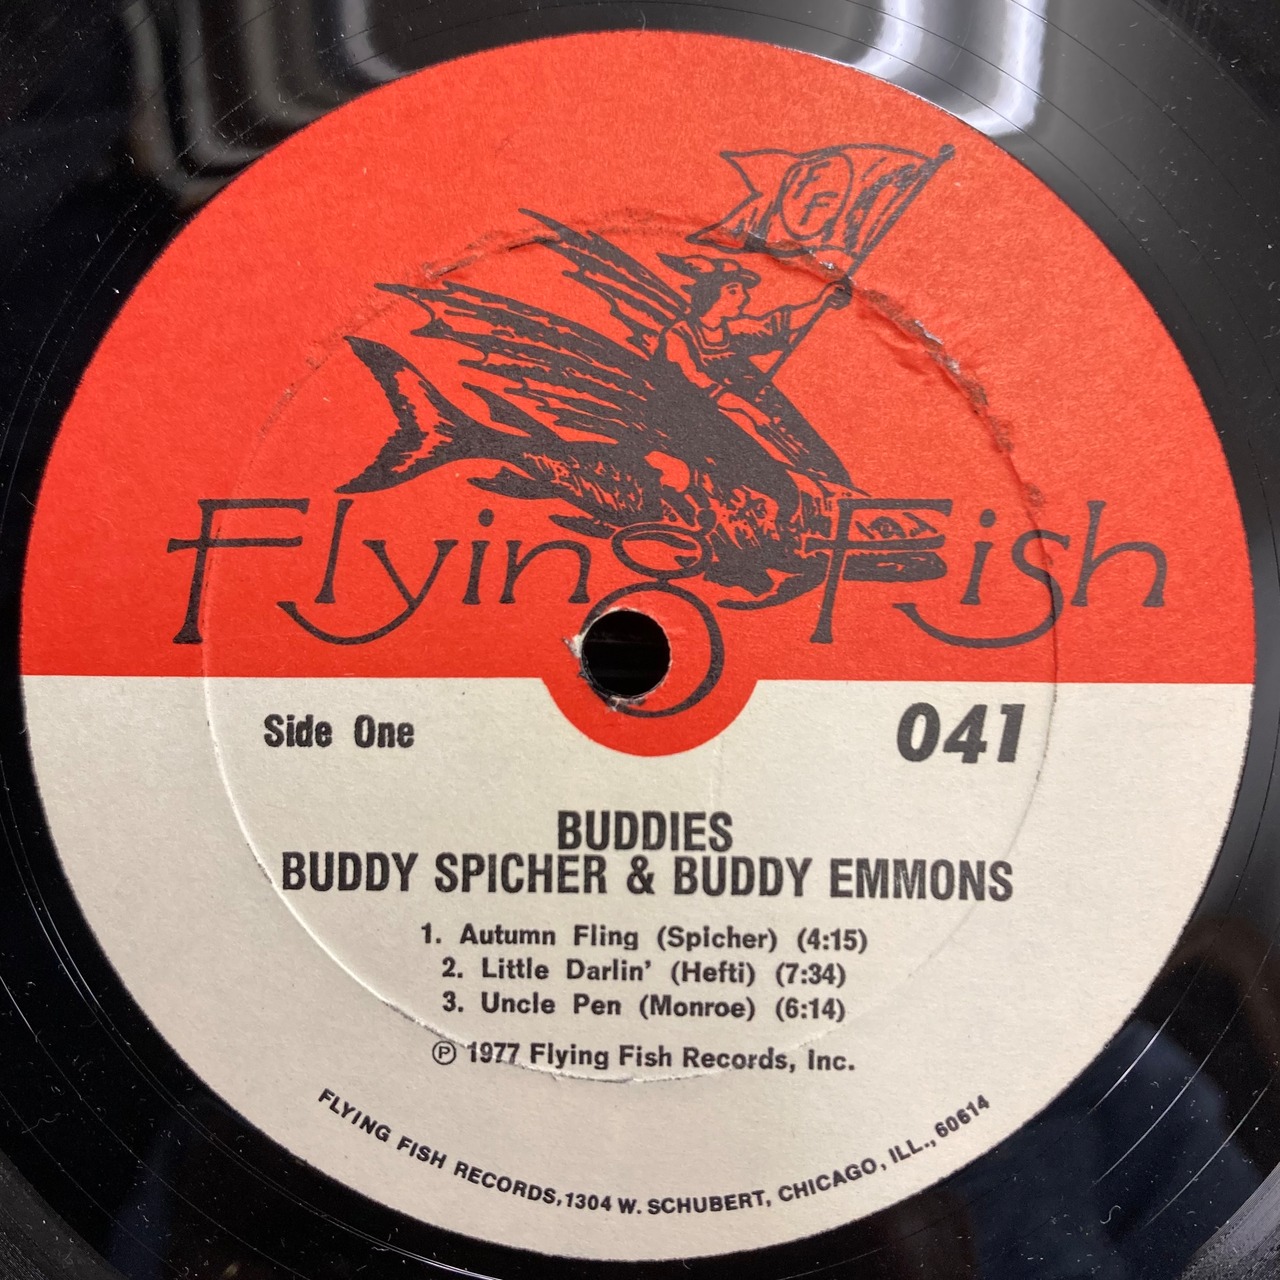 FF
Flying Fish
Side One
041
BUDDIES
BUDDY SPICHER & BUDDY EMMONS
1. Autumn Fling (Spicher) (4:15)
2. Little Darlin' (Hefti) (7:34)
3. Uncle Pen (Monroe) (6:14)
℗ 1977 Flying Fish Records, Inc.
FLYING FISH RECORDS, 1304 W. SCHUBERT, CHICAGO, ILL., 60614